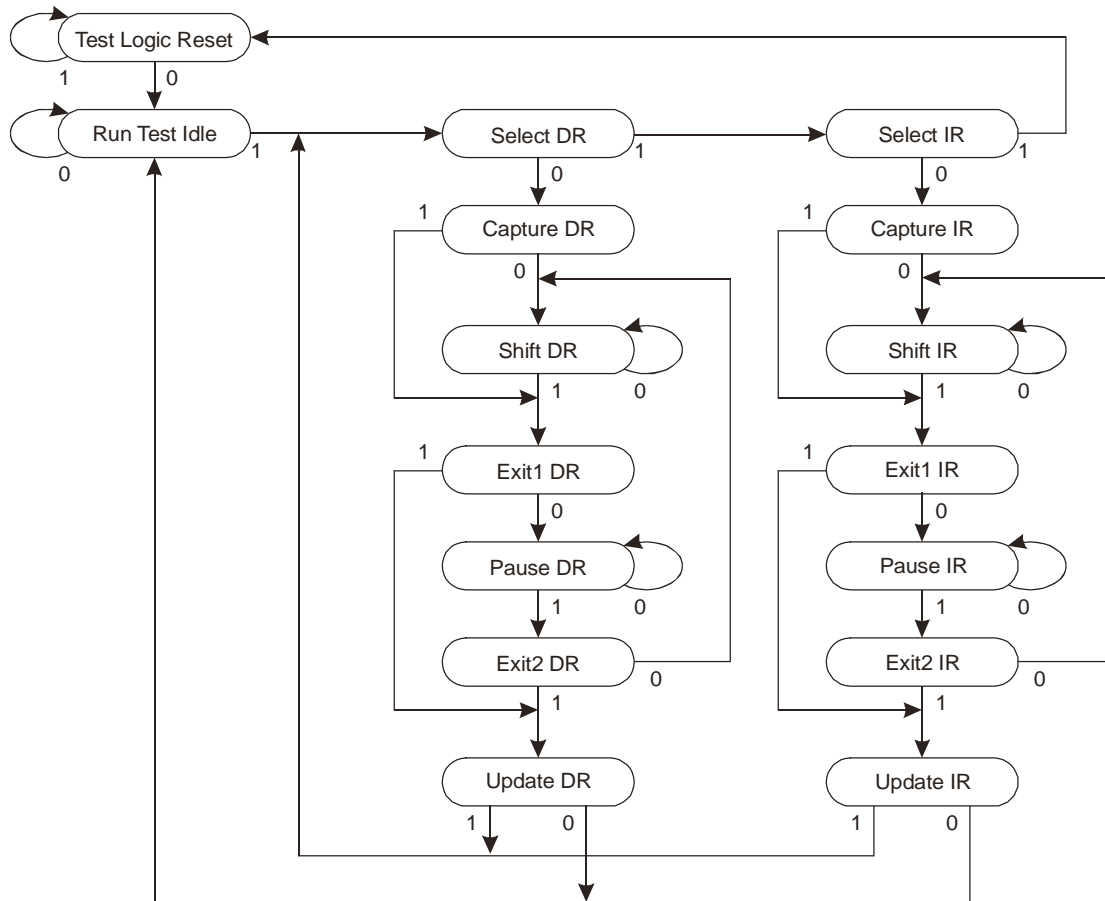 Test Logic Reset
1 0
Run Test Idle
1
0
Select DR
1
0
Select IR
1
0
1
Capture DR
0
1
Capture IR
0
Shift DR
1 0
Shift IR
1 0
1
Exit1 DR
0
1
Exit1 IR
0
Pause DR
1 0
Pause IR
1 0
Exit2 DR
0
1
Exit2 IR
0
1
Update DR
1 0
Update IR
1 0